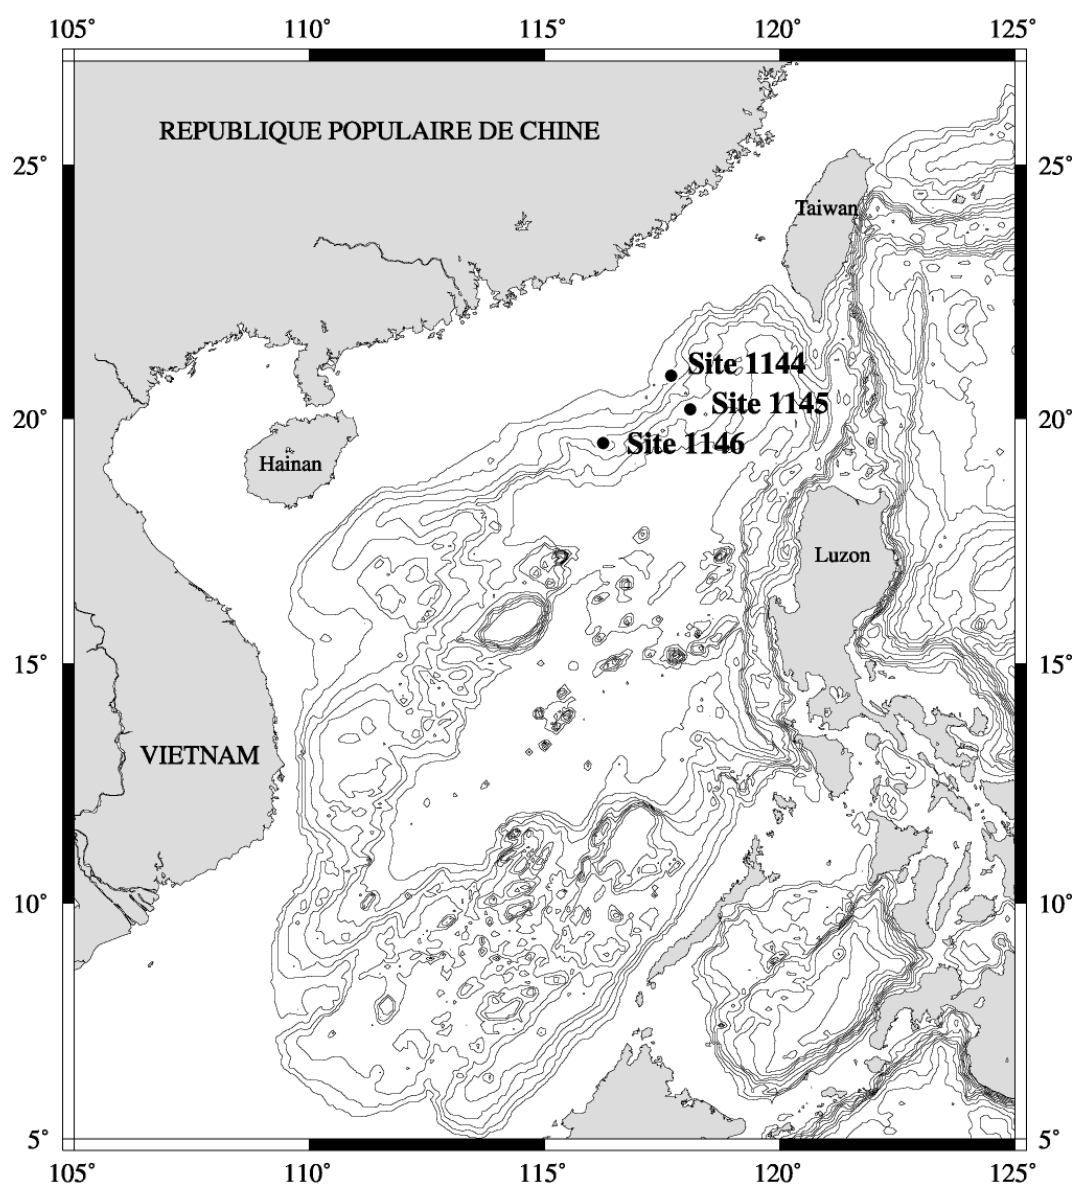 105° 110° 115° 120° 125°
REPUBLIQUE POPULAIRE DE CHINE
25° 25°
Taiwan
Site 1144
Site 1145
20° 20°
Site 1146
Hainan
Luzon
15° 15°
VIETNAM
10° 10°
5° 5°
105° 110° 115° 120° 125°